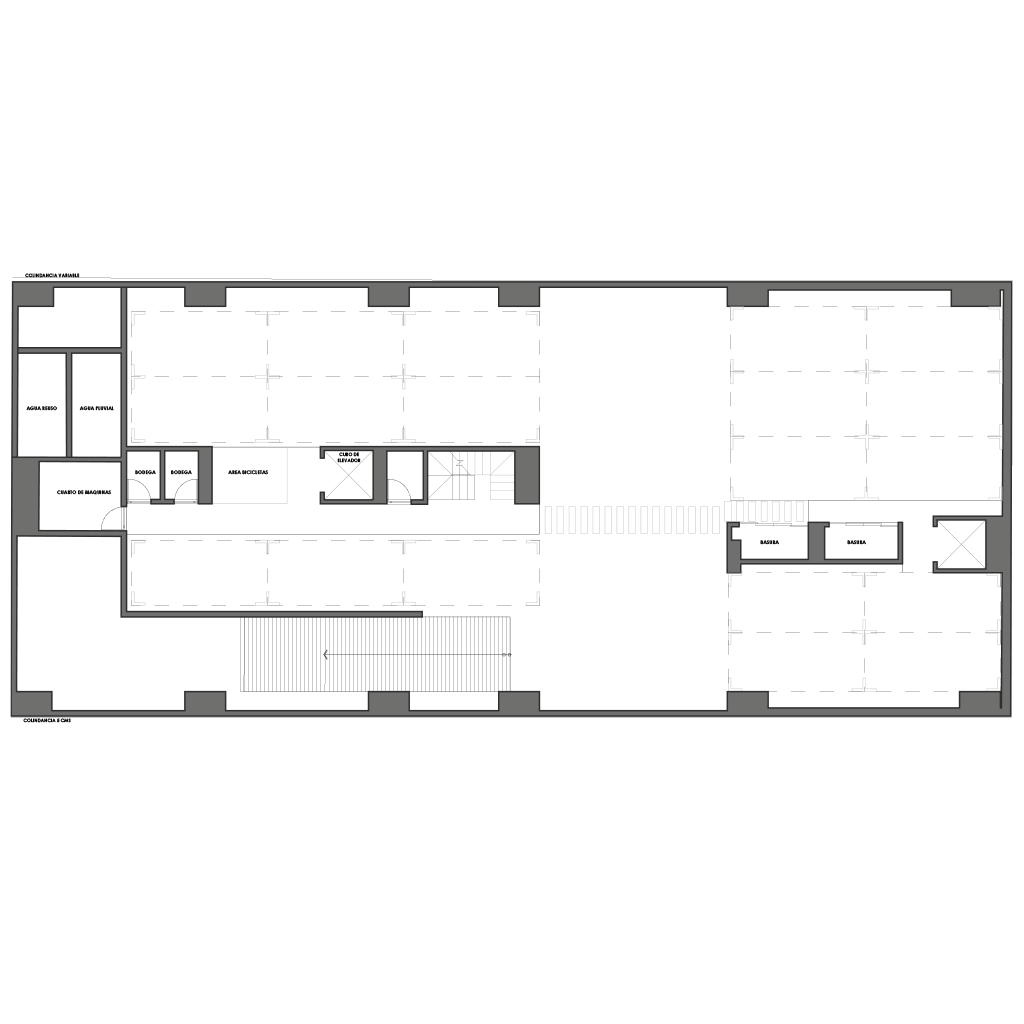 COLINDANCIA VARIABLE
AGUA REUSO
AGUA PLUVIAL
CUBO DE
ELEVADOR
BODEGA
BODEGA
AREA BICICLETAS
CUARTO DE MAQUINAS
BASURA
BASURA
COLINDANCIA 5 CMS